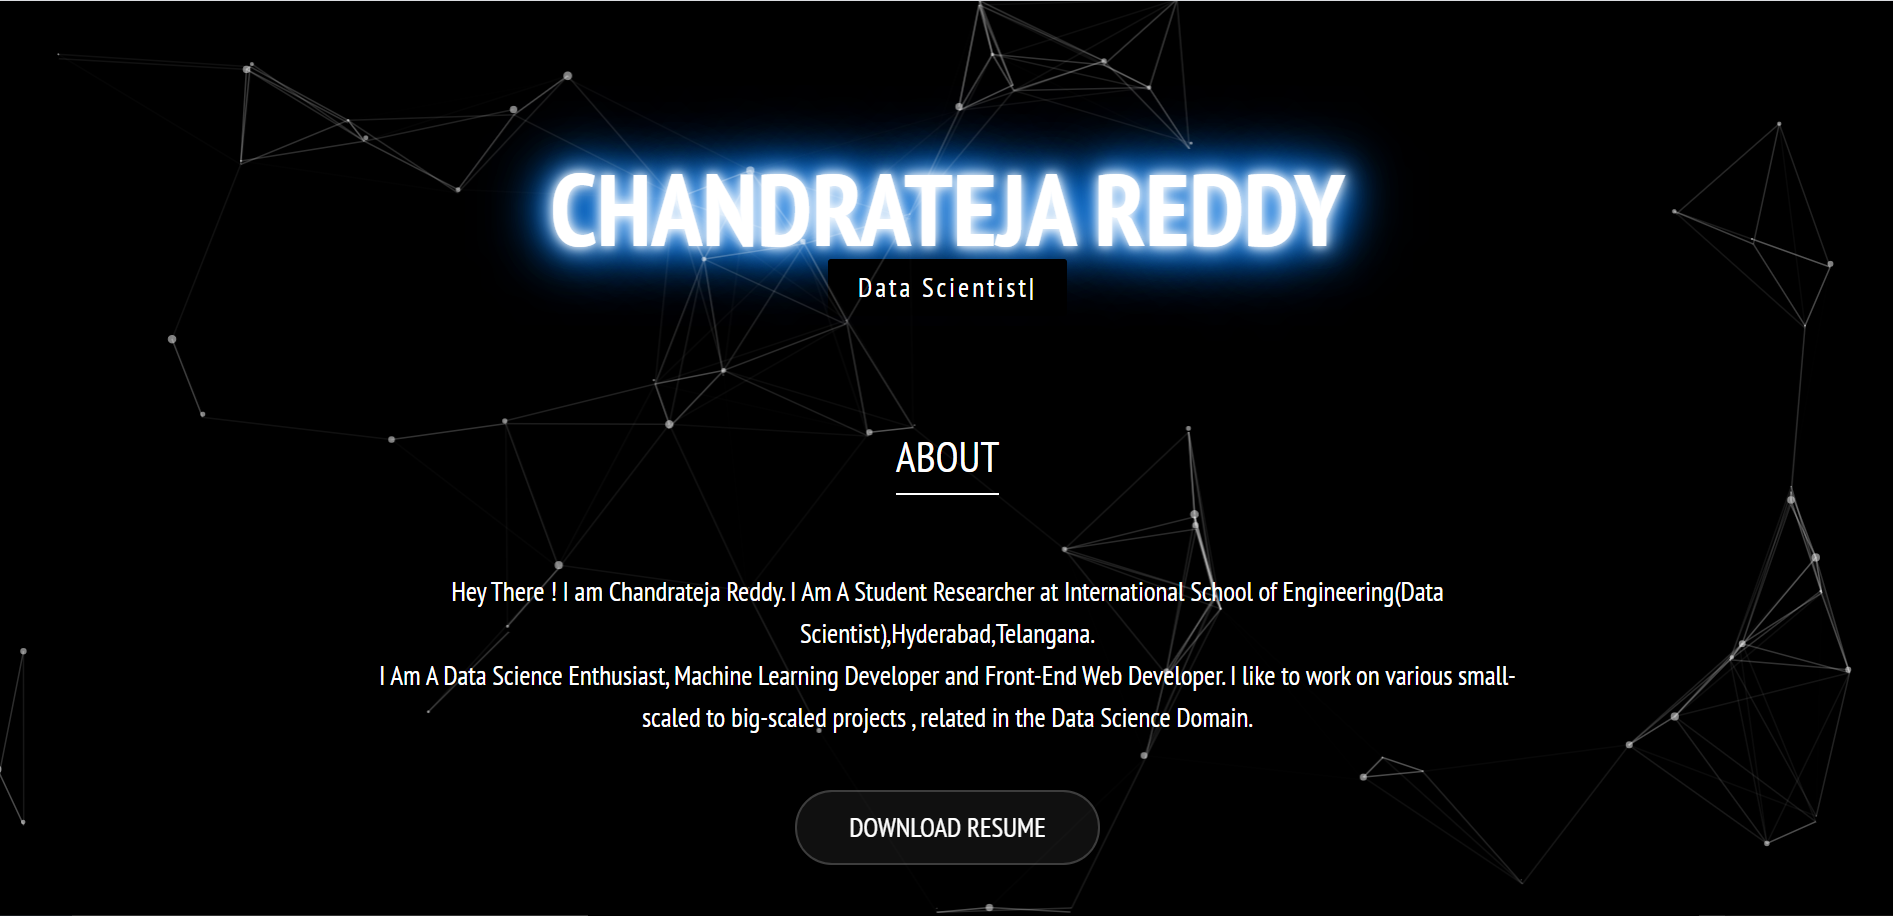 CHANDRATEJA REDDY
Data Scientist|
ABOUT
Hey There ! I am Chandrateja Reddy. I Am A Student Researcher at International School of Engineering(Data
Scientist),Hyderabad,Telangana.
I Am A Data Science Enthusiast, Machine Learning Developer and Front-End Web Developer. I like to work on various small-
scaled to big-scaled projects , related in the Data Science Domain.
DOWNLOAD RESUME